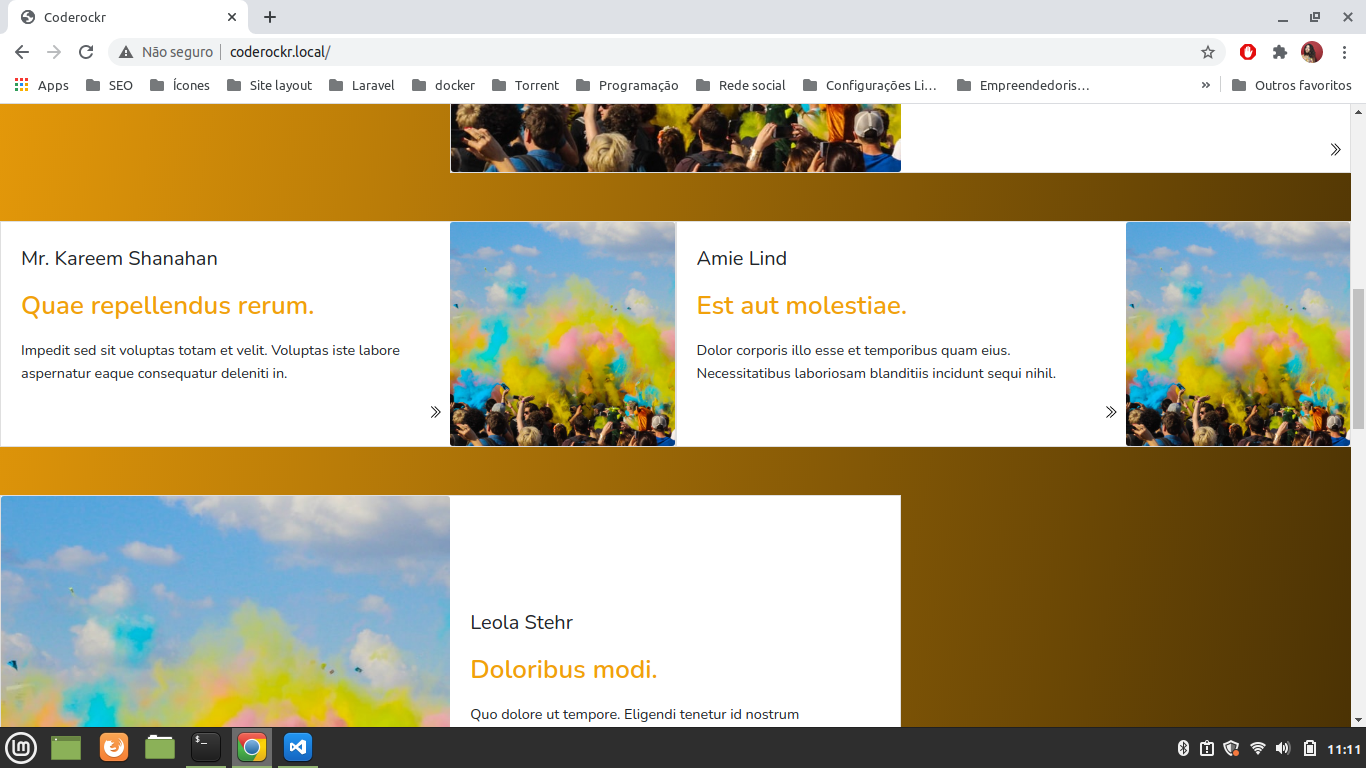 Coderockr
Não seguro
coderockr.local/
Apps
SEO
Ícones
Site layout
Laravel
docker
Torrent
Programação
Rede social
Configurações Li...
Empreendedoris...
»
Outros favoritos
Mr. Kareem Shanahan
Quae repellendus rerum.
Impedit sed sit voluptas totam et velit. Voluptas iste labore
aspernatur eaque consequatur deleniti in.
Amie Lind
Est aut molestiae.
Dolor corporis illo esse et temporibus quam eius.
Necessitatibus laboriosam blanditiis incidunt sequi nihil.
Leola Stehr
Doloribus modi.
Quo dolore ut tempore. Eligendi tenetur id nostrum
11:11